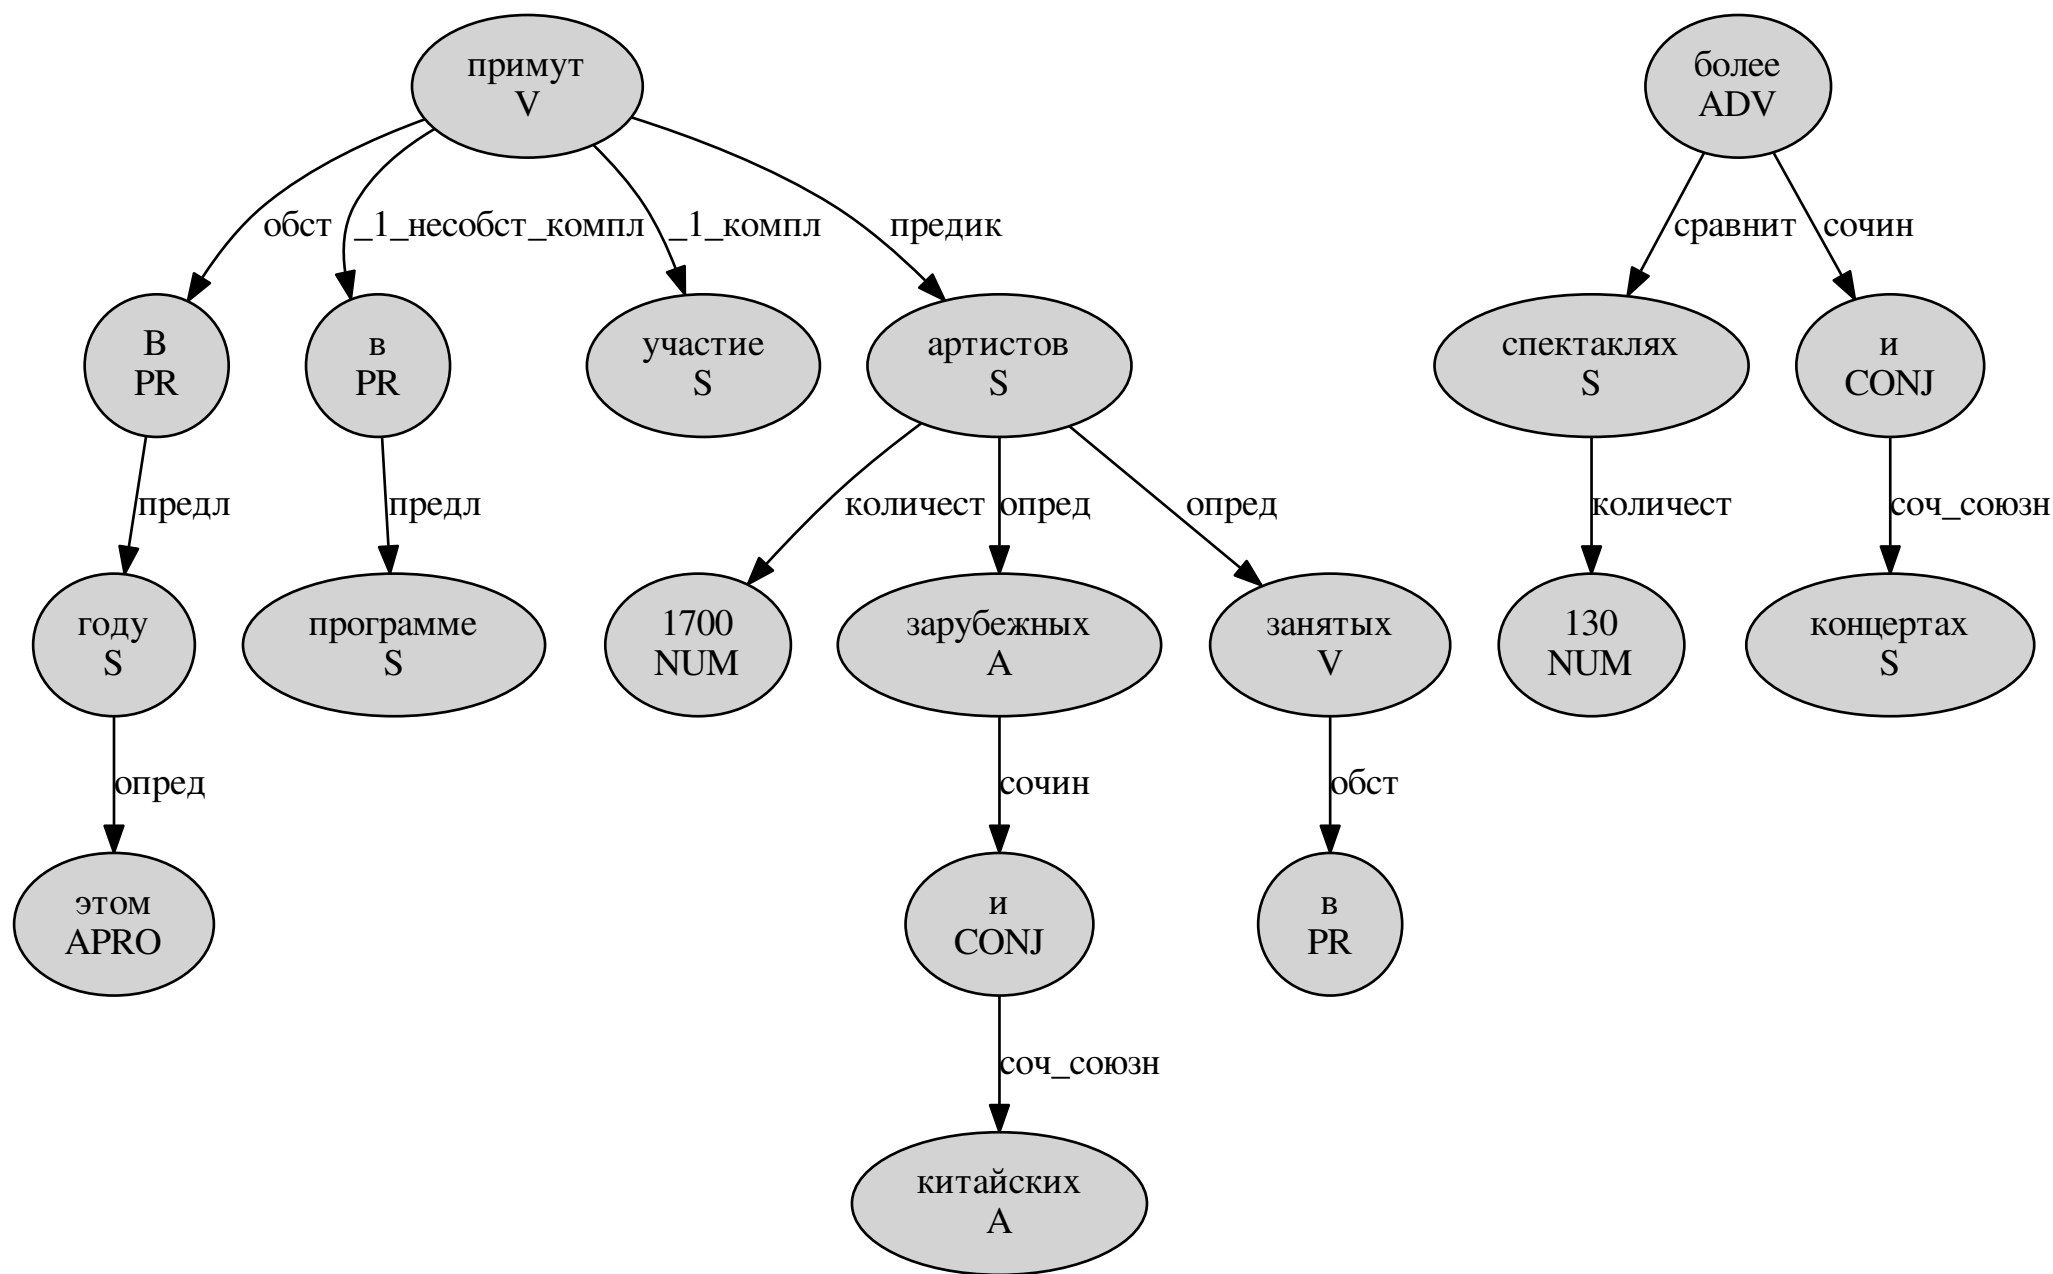 примут
V
более
ADV
обст
_1_несобст_компл
_1_компл
предик
сравнит
сочин
В
PR
в
PR
участие
S
артистов
S
спектаклях
S
и
CONJ
предл
предл
количест
опред
опред
количест
соч_союзн
году
S
программе
S
1700
NUM
зарубежных
A
занятых
V
130
NUM
концертах
S
опред
сочин
обст
этом
APRO
и
CONJ
в
PR
соч_союзн
китайских
A